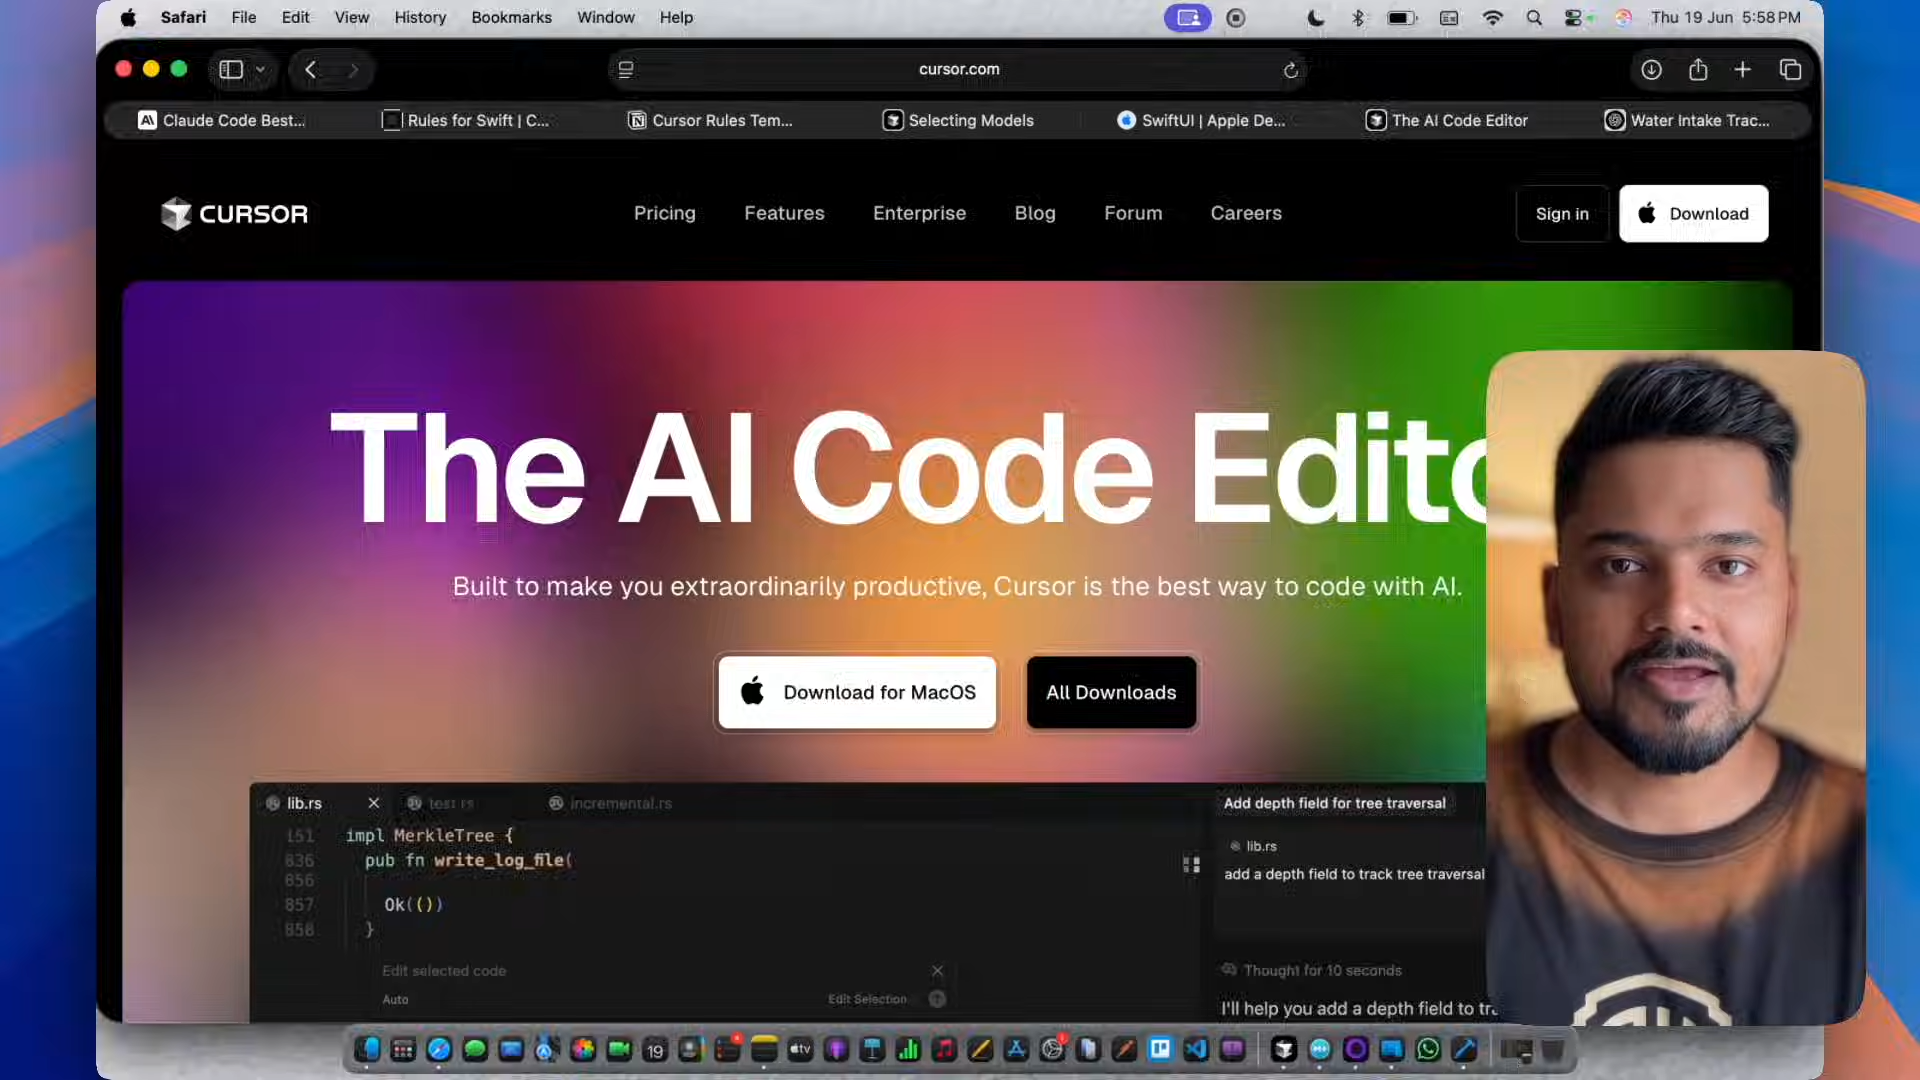 Safari File Edit View History Bookmarks Window Help Thu 19 Jun 5:58 PM
cursor.com
Claude Code Best... Rules for Swift | C... Cursor Rules Tem... Selecting Models SwiftUI | Apple De... The AI Code Editor Water Intake Trac...
CURSOR Pricing Features Enterprise Blog Forum Careers Sign in Download
The AI Code Edito
Built to make you extraordinarily productive, Cursor is the best way to code with AI.
Download for MacOS All Downloads
lib.rs test.rs incremental.rs
151 impl MerkleTree {
836 pub fn write_log_file(
856
857 Ok(())
858 }
Edit selected code
Auto Edit Selection
Add depth field for tree traversal
lib.rs
add a depth field to track tree traversal
Thought for 10 seconds
I'll help you add a depth field to tr
19 tv